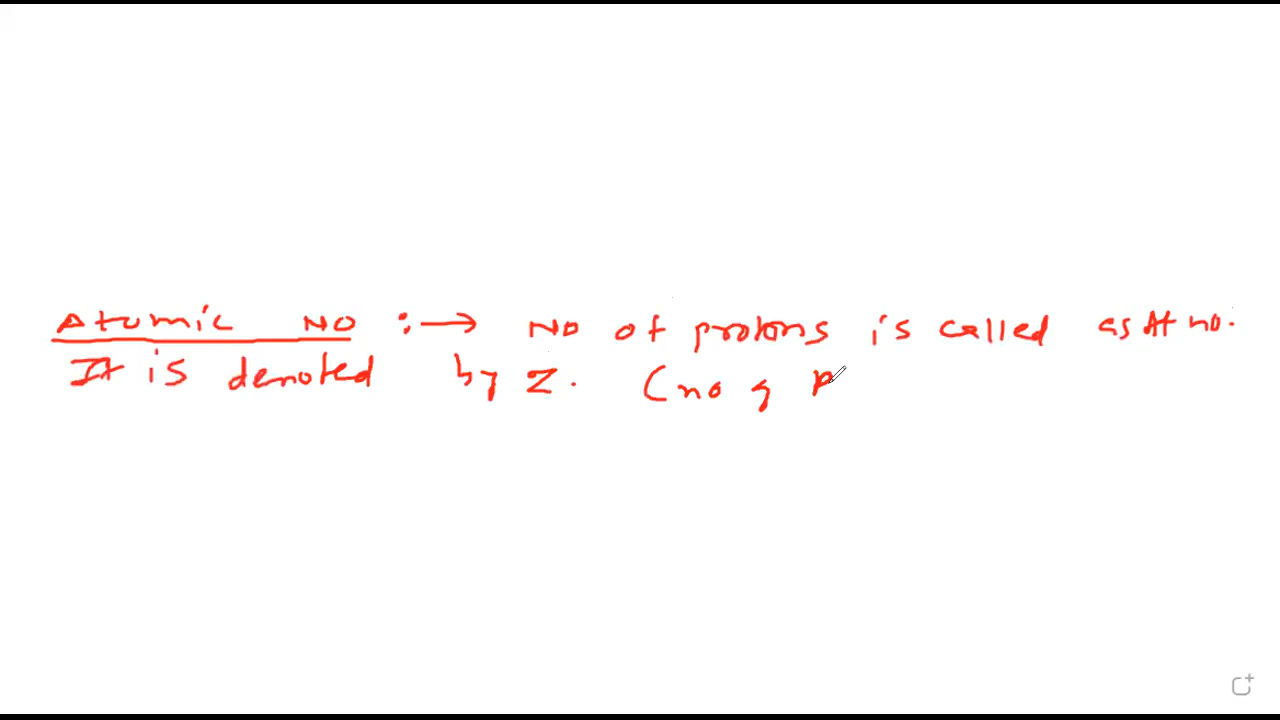 Atomic NO :→ NO of protons is called as At no.
It is denoted by Z. (no of P